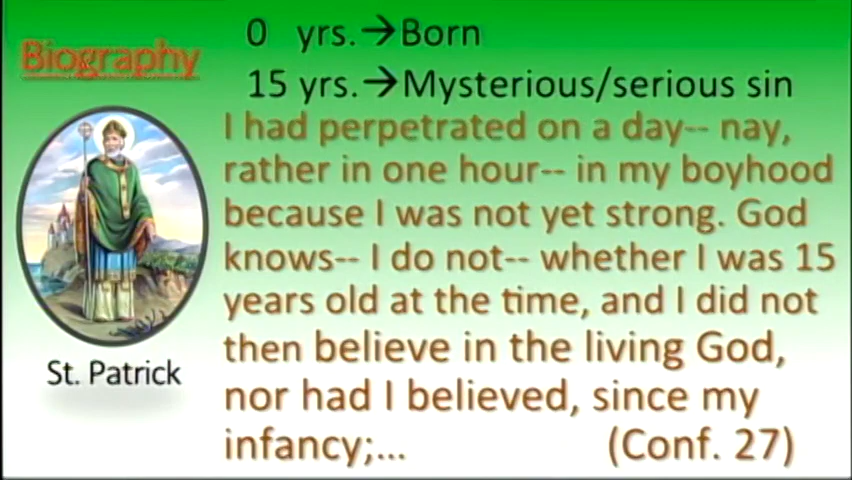 Biography
0 yrs.→Born
15 yrs.→Mysterious/serious sin
I had perpetrated on a day-- nay,
rather in one hour-- in my boyhood
because I was not yet strong. God
knows-- I do not-- whether I was 15
years old at the time, and I did not
then believe in the living God,
nor had I believed, since my
infancy;... (Conf. 27)
St. Patrick